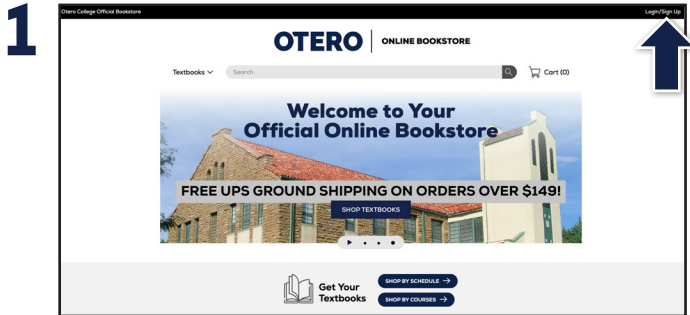 1
Otero College Official Bookstore
Login/Sign Up
OTERO
ONLINE BOOKSTORE
Textbooks
Search
Cart (0)
Welcome to Your
Official Online Bookstore
FREE UPS GROUND SHIPPING ON ORDERS OVER $149!
SHOP TEXTBOOKS
Get Your
Textbooks
SHOP BY SCHEDULE →
SHOP BY COURSES →